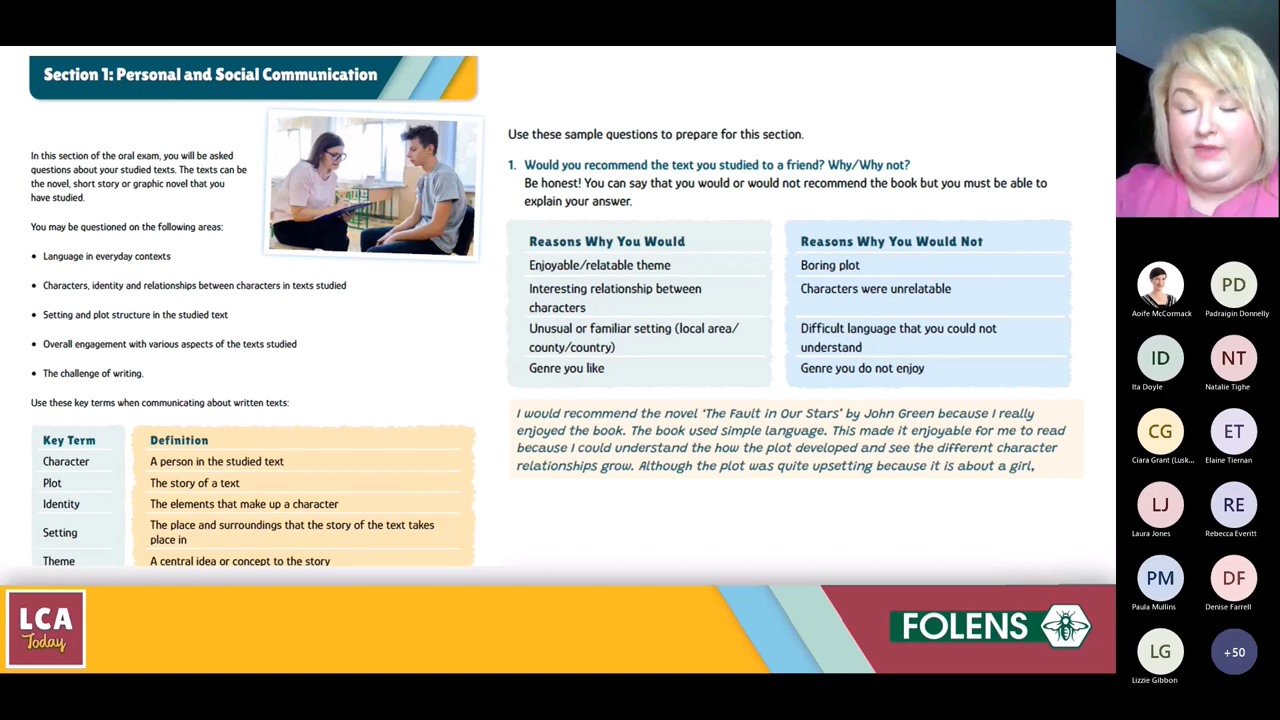 Section 1: Personal and Social Communication
In this section of the oral exam, you will be asked
questions about your studied texts. The texts can be
the novel, short story or graphic novel that you
have studied.
You may be questioned on the following areas:
• Language in everyday contexts
• Characters, identity and relationships between characters in texts studied
• Setting and plot structure in the studied text
• Overall engagement with various aspects of the texts studied
• The challenge of writing.
Use these key terms when communicating about written texts:
Key Term Definition
Character A person in the studied text
Plot The story of a text
Identity The elements that make up a character
Setting The place and surroundings that the story of the text takes
place in
Theme A central idea or concept to the story
Use these sample questions to prepare for this section.
1. Would you recommend the text you studied to a friend? Why/Why not?
Be honest! You can say that you would or would not recommend the book but you must be able to
explain your answer.
Reasons Why You Would
Enjoyable/relatable theme
Interesting relationship between
characters
Unusual or familiar setting (local area/
county/country)
Genre you like
Reasons Why You Would Not
Boring plot
Characters were unrelatable
Difficult language that you could not
understand
Genre you do not enjoy
I would recommend the novel ‘The Fault in Our Stars’ by John Green because I really
enjoyed the book. The book used simple language. This made it enjoyable for me to read
because I could understand the how the plot developed and see the different character
relationships grow. Although the plot was quite upsetting because it is about a girl,
LCA
Today
FOLENS
Aoife McCormack
PD
Padraigin Donnelly
ID
Ita Doyle
NT
Natalie Tighe
CG
Ciara Grant (Lusk...
ET
Elaine Tiernan
LJ
Laura Jones
RE
Rebecca Everitt
PM
Paula Mullins
DF
Denise Farrell
LG
Lizzie Gibbon
+50